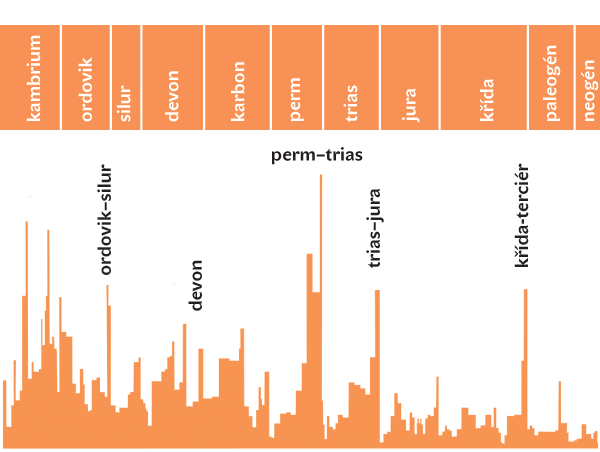 kambrium
ordovik
silur
devon
karbon
perm
trias
jura
křída
paleogén
neogén
perm–trias
ordovik–silur
devon
trias–jura
křída-terciér